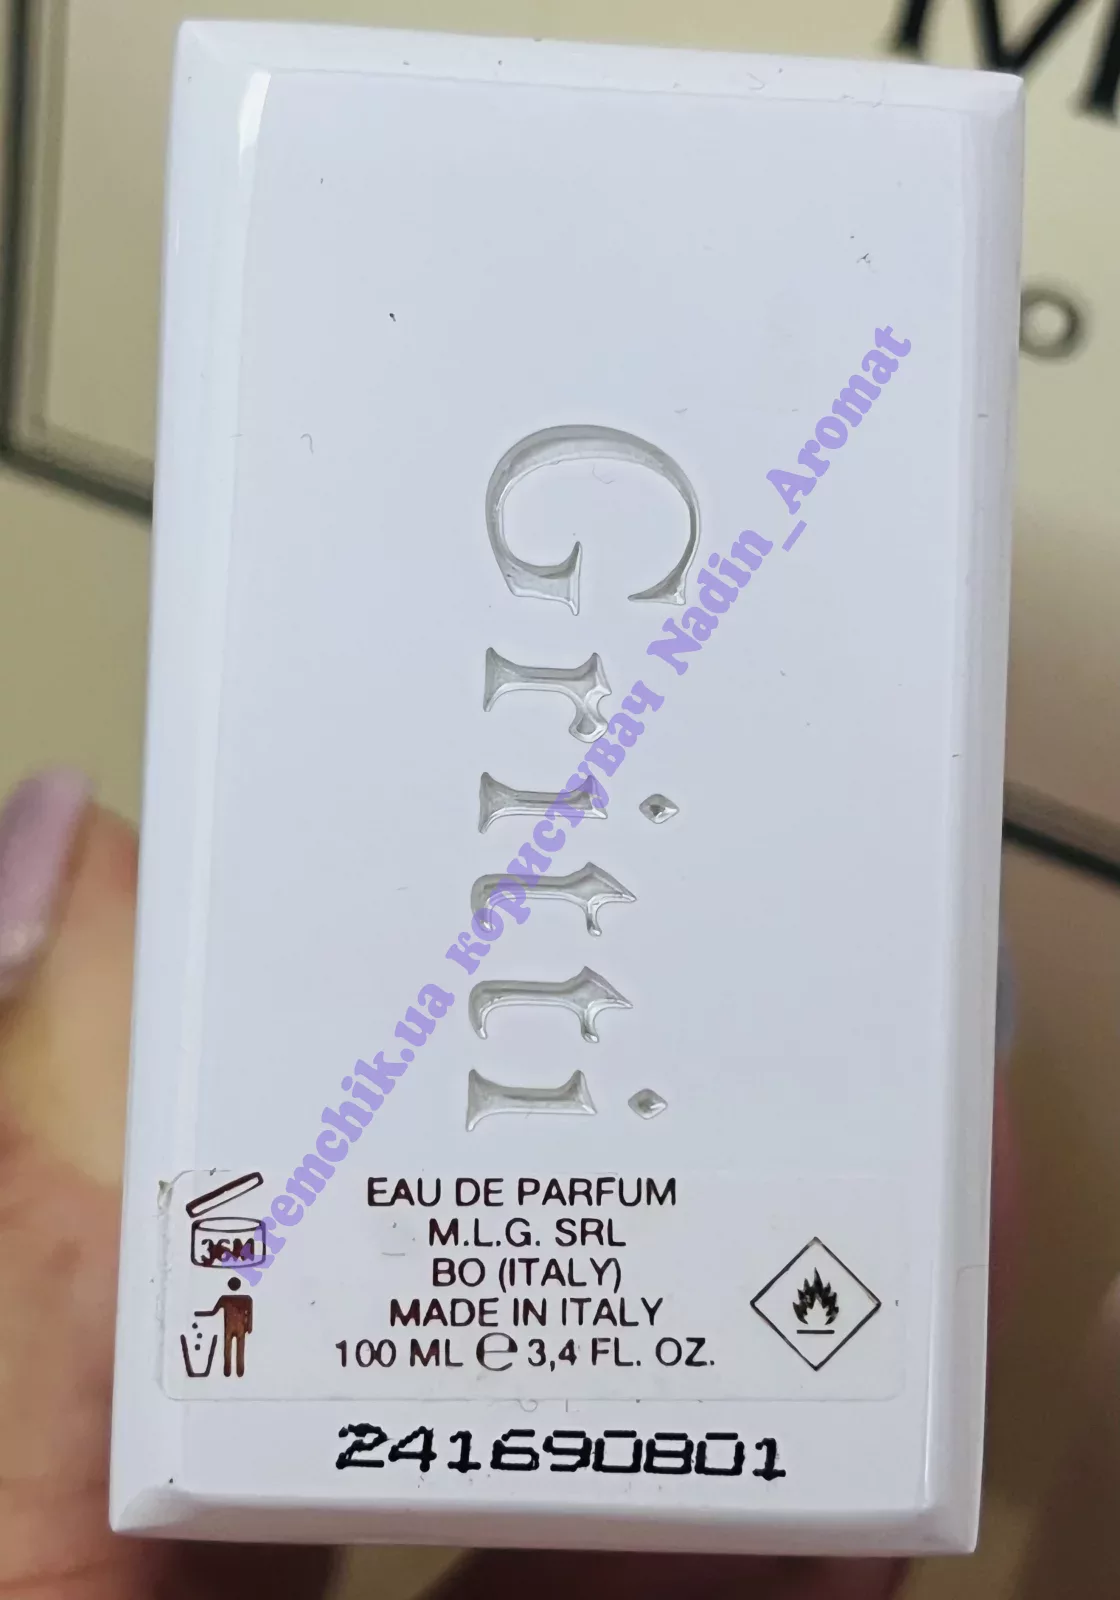 M
Gritti
Kremchik.ua користувач Nadin_Aromat
36M
EAU DE PARFUM
M.L.G. SRL
BO (ITALY)
MADE IN ITALY
100 ML e 3,4 FL. OZ.
241690801